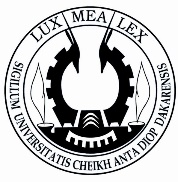 LUX MEA LEX
SIGILLUM UNIVERSITATIS CHEIKH ANTA DIOP DAKARENSIS